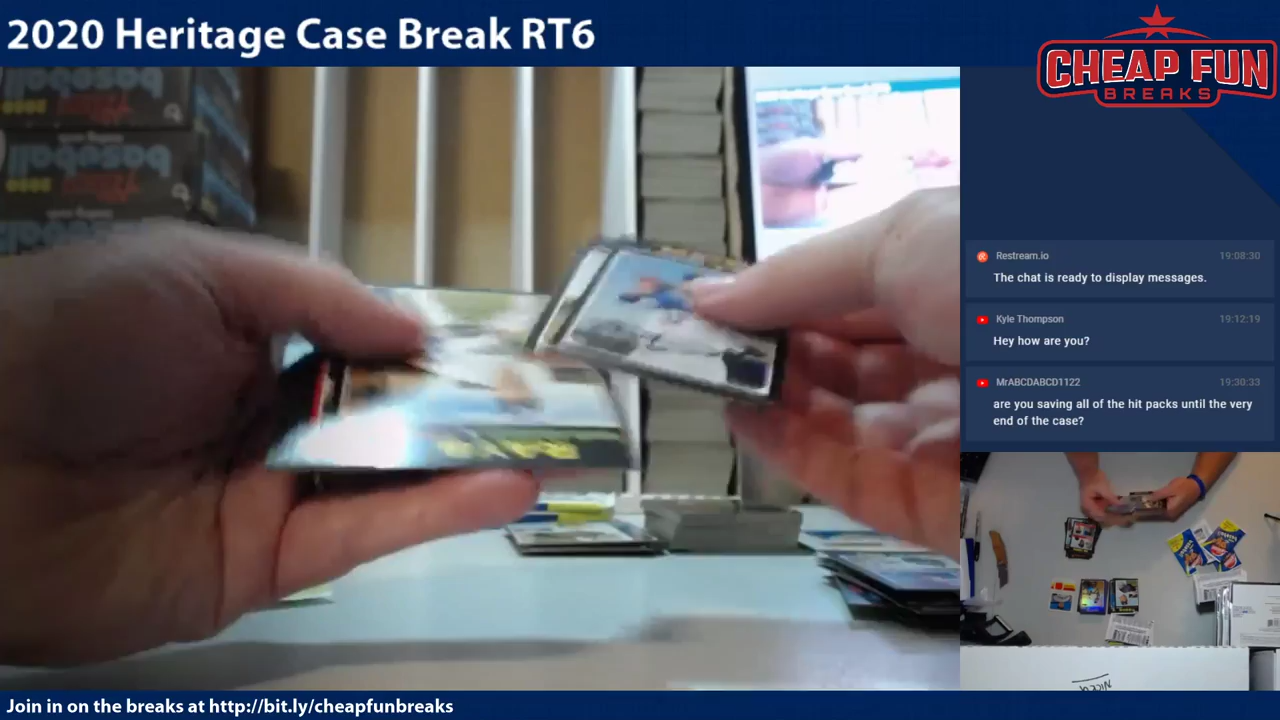 2020 Heritage Case Break RT6
CHEAP FUN
BREAKS
baseball
baseball
Restream.io 19:08:30
The chat is ready to display messages.
Kyle Thompson 19:12:19
Hey how are you?
MrABCDABCD1122 19:30:33
are you saving all of the hit packs until the very
end of the case?
Join in on the breaks at http://bit.ly/cheapfunbreaks